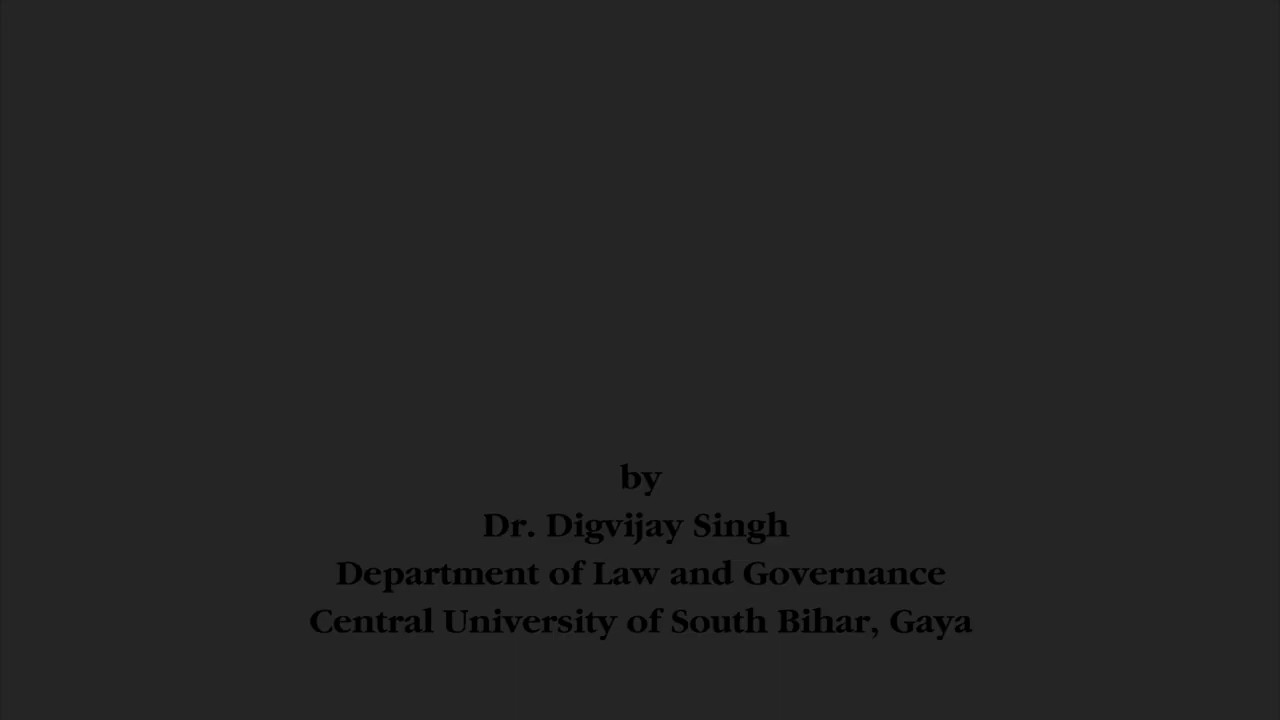 by
Dr. Digvijay Singh
Department of Law and Governance
Central University of South Bihar, Gaya